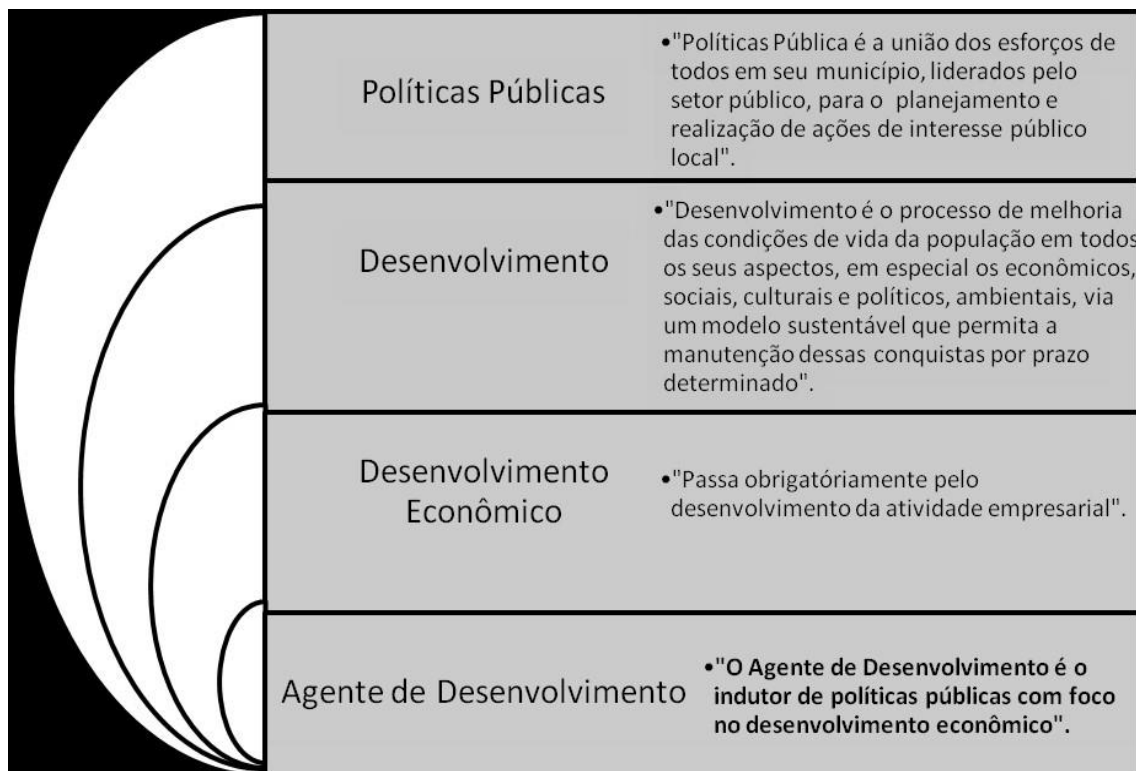 Políticas Públicas
•"Políticas Pública é a união dos esforços de
todos em seu município, liderados pelo
setor público, para o planejamento e
realização de ações de interesse público
local".
Desenvolvimento
•"Desenvolvimento é o processo de melhoria
das condições de vida da população em todos
os seus aspectos, em especial os econômicos,
sociais, culturais e políticos, ambientais, via
um modelo sustentável que permita a
manutenção dessas conquistas por prazo
determinado".
Desenvolvimento
Econômico
•"Passa obrigatóriamente pelo
desenvolvimento da atividade empresarial".
Agente de Desenvolvimento
•"O Agente de Desenvolvimento é o
indutor de políticas públicas com foco
no desenvolvimento econômico".